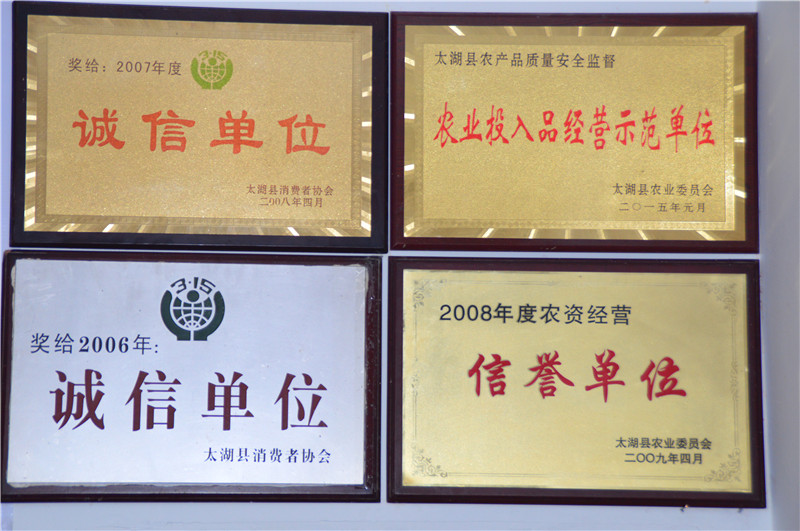 3·15
奖给：2007年度
诚信单位
太湖县消费者协会
二00八年四月
太湖县农产品质量安全监督
农业投入品经营示范单位
太湖县农业委员会
二〇一五年元月
3·15
奖给2006年：
诚信单位
太湖县消费者协会
2008年度农资经营
信誉单位
太湖县农业委员会
二〇〇九年四月